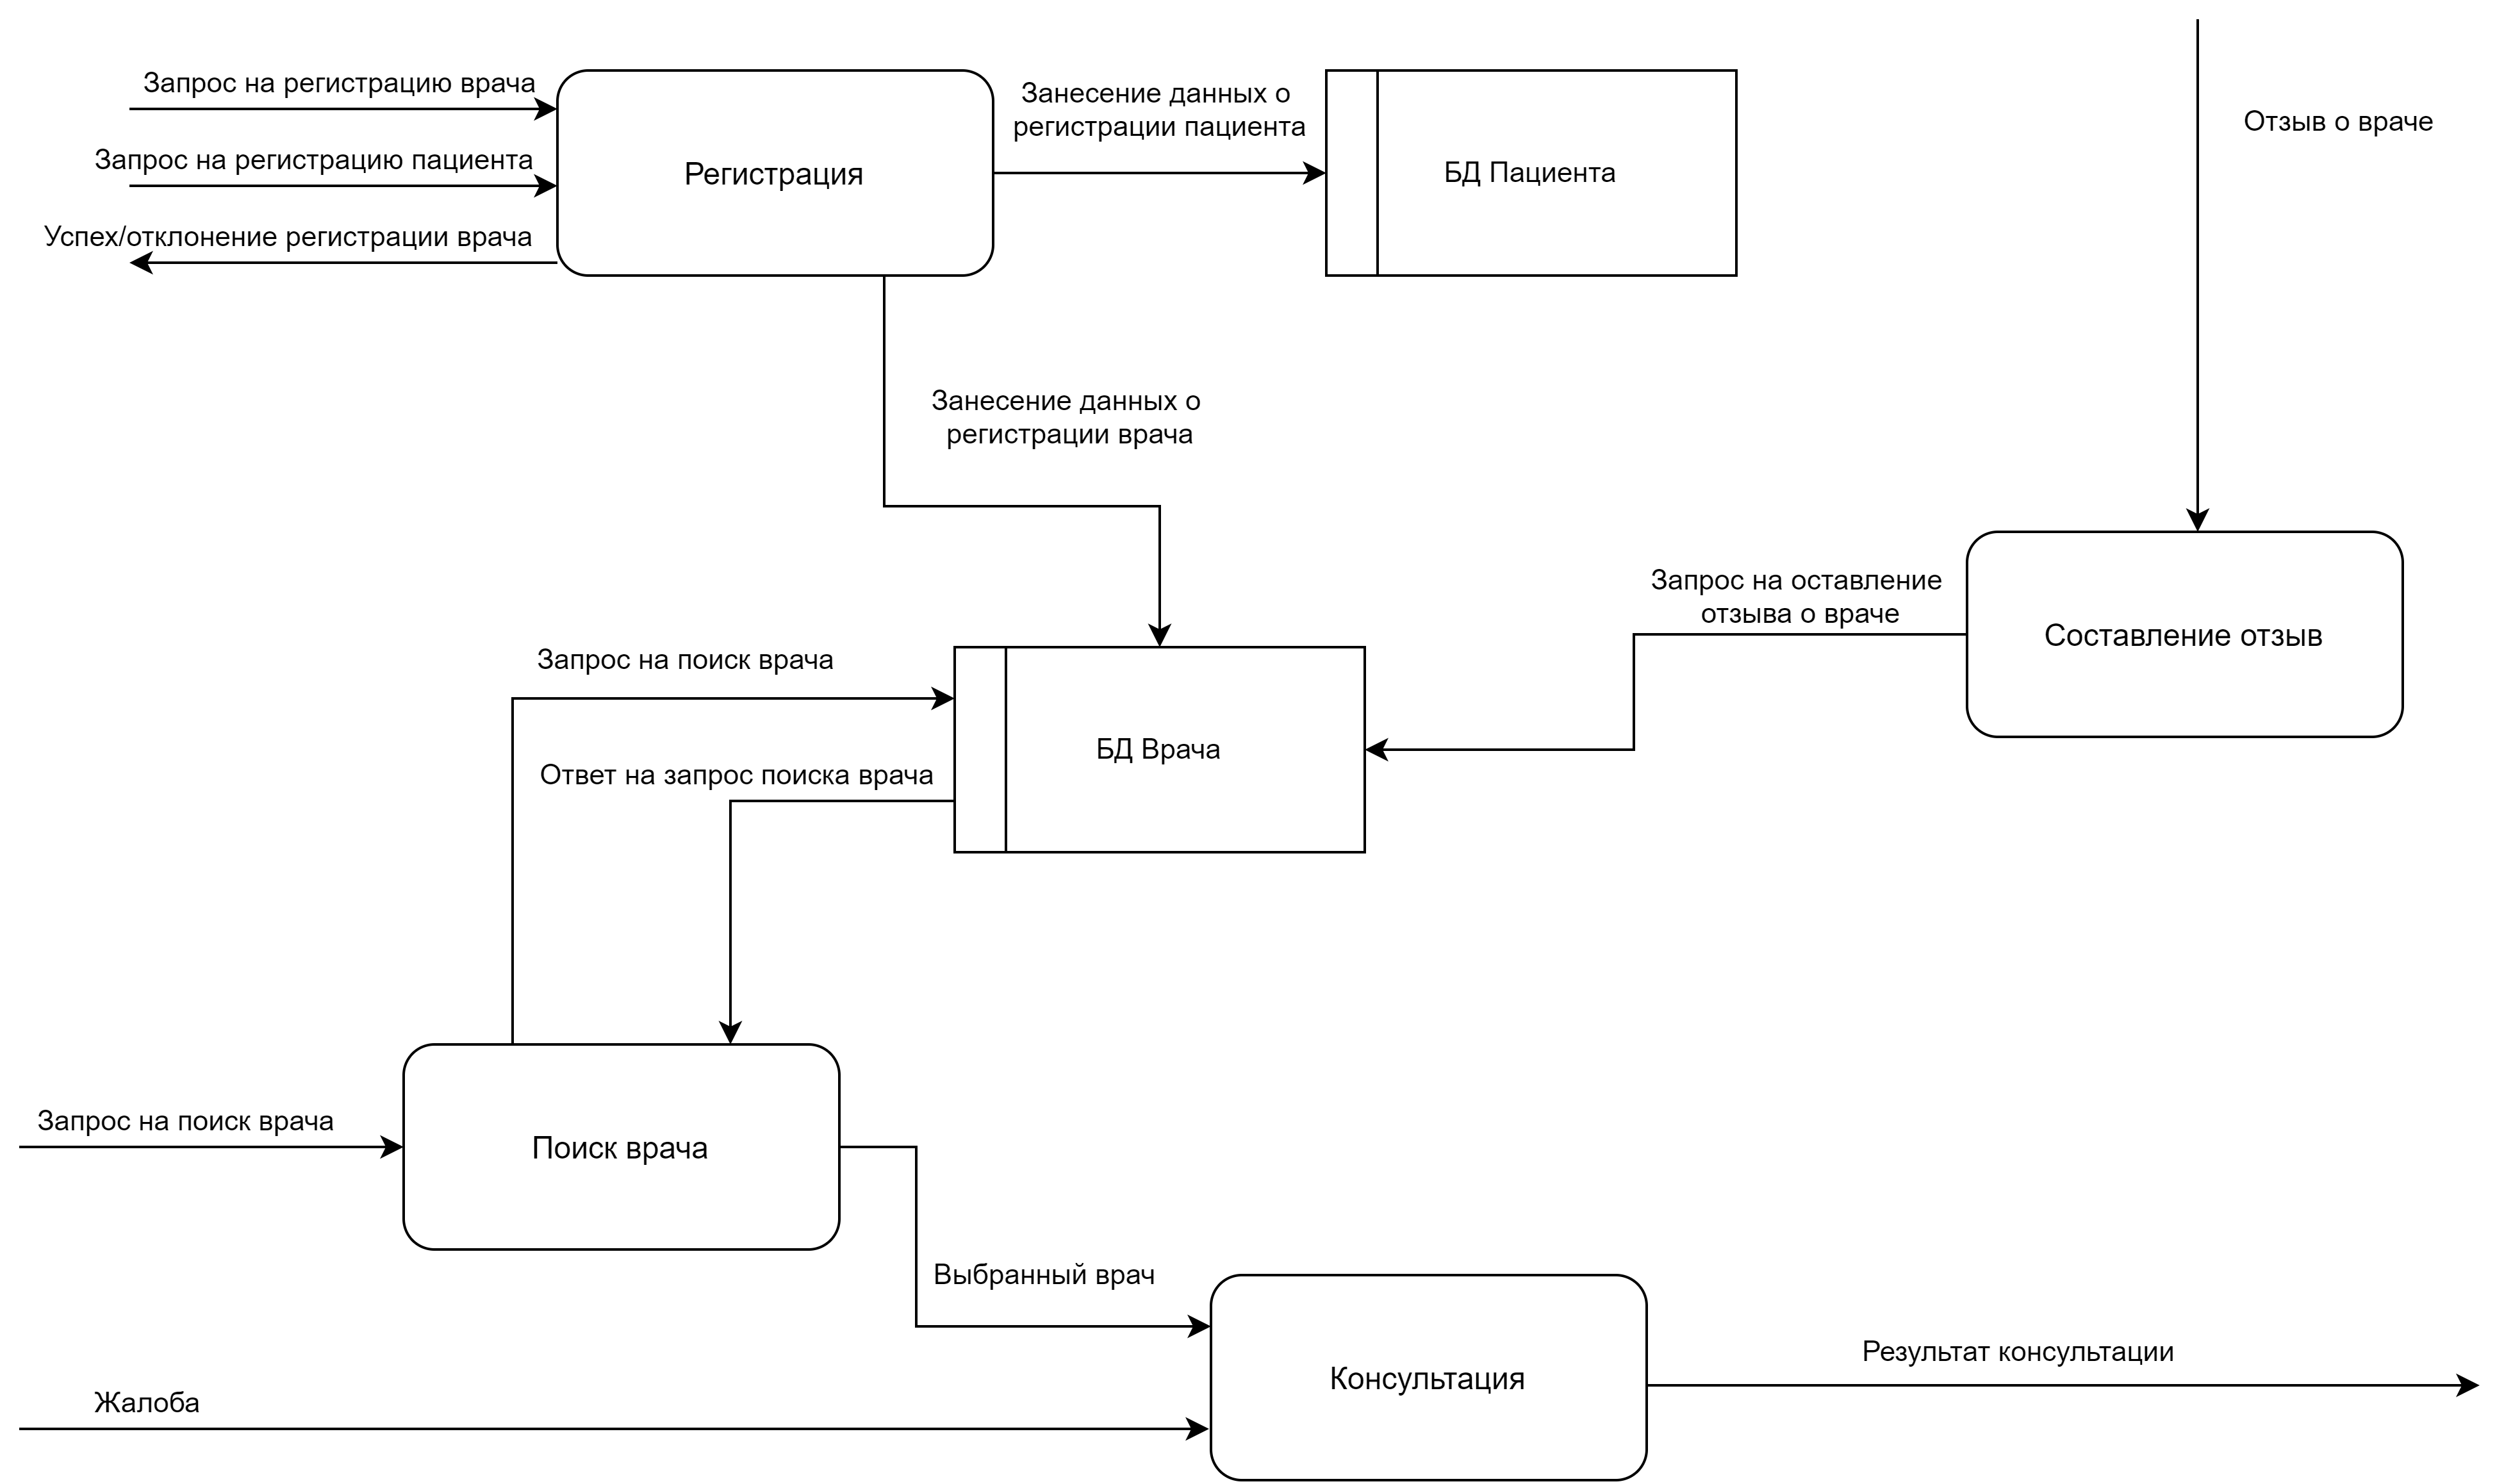 Запрос на регистрацию врача
Запрос на регистрацию пациента
Успех/отклонение регистрации врача
Регистрация
Занесение данных о
регистрации пациента
БД Пациента
Отзыв о враче
Занесение данных о
регистрации врача
Запрос на оставление
отзыва о враче
Составление отзыв
Запрос на поиск врача
БД Врача
Ответ на запрос поиска врача
Запрос на поиск врача
Поиск врача
Выбранный врач
Жалоба
Консультация
Результат консультации